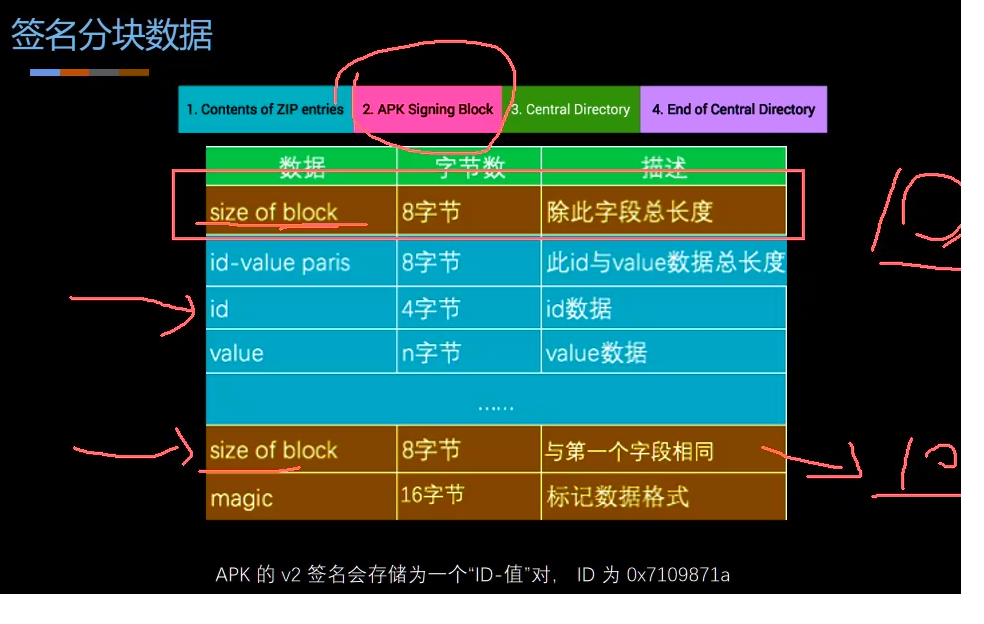 签名分块数据
1. Contents of ZIP entries 2. APK Signing Block 3. Central Directory 4. End of Central Directory
数据 字节数 描述
size of block 8字节 除此字段总长度
id-value paris 8字节 此id与value数据总长度
id 4字节 id数据
value n字节 value数据
......
size of block 8字节 与第一个字段相同
magic 16字节 标记数据格式
APK 的 v2 签名会存储为一个“ID-值”对， ID 为 0x7109871a